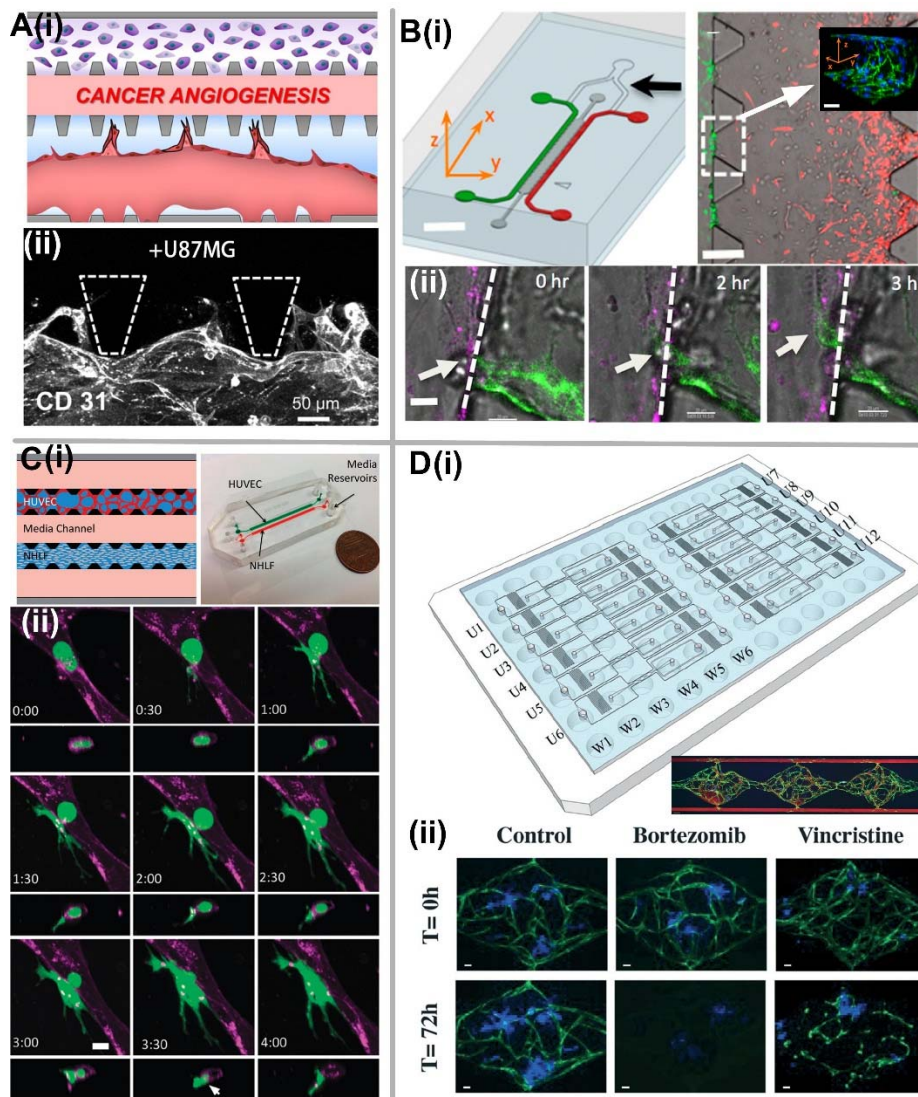 A(i)
CANCER ANGIOGENESIS
(ii)
+U87MG
CD 31
50 µm
B(i)
z
x
y
z
x
y
(ii)
0 hr
2 hr
3 h
C(i)
HUVEC
Media Channel
NHLF
HUVEC
Media
Reservoirs
NHLF
(ii)
0:00
0:30
1:00
1:30
2:00
2:30
3:00
3:30
4:00
D(i)
U7
U8
U9
U10
U11
U12
U1
U2
U3
U4
U5
U6
W1
W2
W3
W4
W5
W6
(ii)
Control
Bortezomib
Vincristine
T= 0h
T= 72h